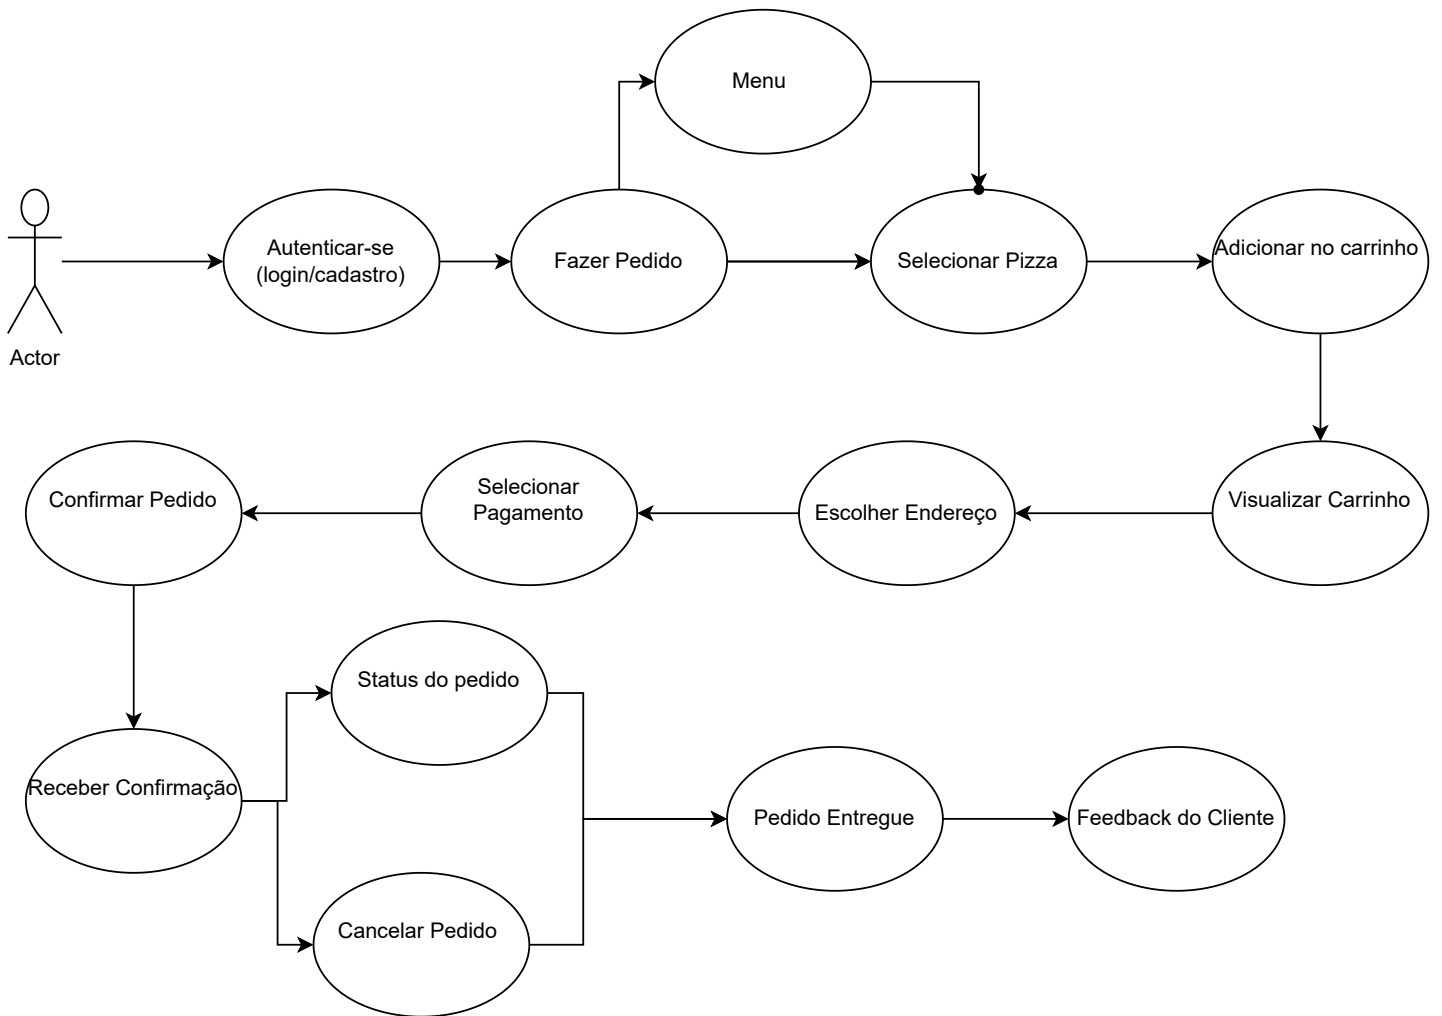 Menu
Autenticar-se
(login/cadastro)
Fazer Pedido
Selecionar Pizza
Adicionar no carrinho
Actor
Confirmar Pedido
Selecionar
Pagamento
Escolher Endereço
Visualizar Carrinho
Status do pedido
Receber Confirmação
Pedido Entregue
Feedback do Cliente
Cancelar Pedido